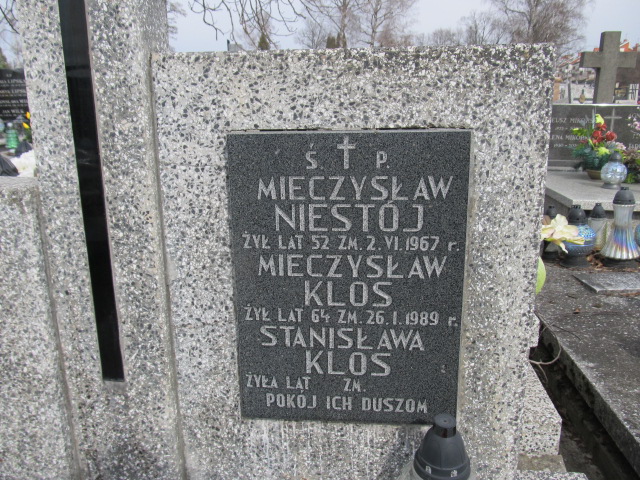 Ś P.
MIECZYSŁAW
NIESTÓJ
ŻYŁ LAT 52 ZM. 2.VI.1967 r.
MIECZYSŁAW
KLOS
ŻYŁ LAT 64 ZM. 26.I.1989 r.
STANISŁAWA
KLOS
ŻYŁA LAT ZM.
POKÓJ ICH DUSZOM